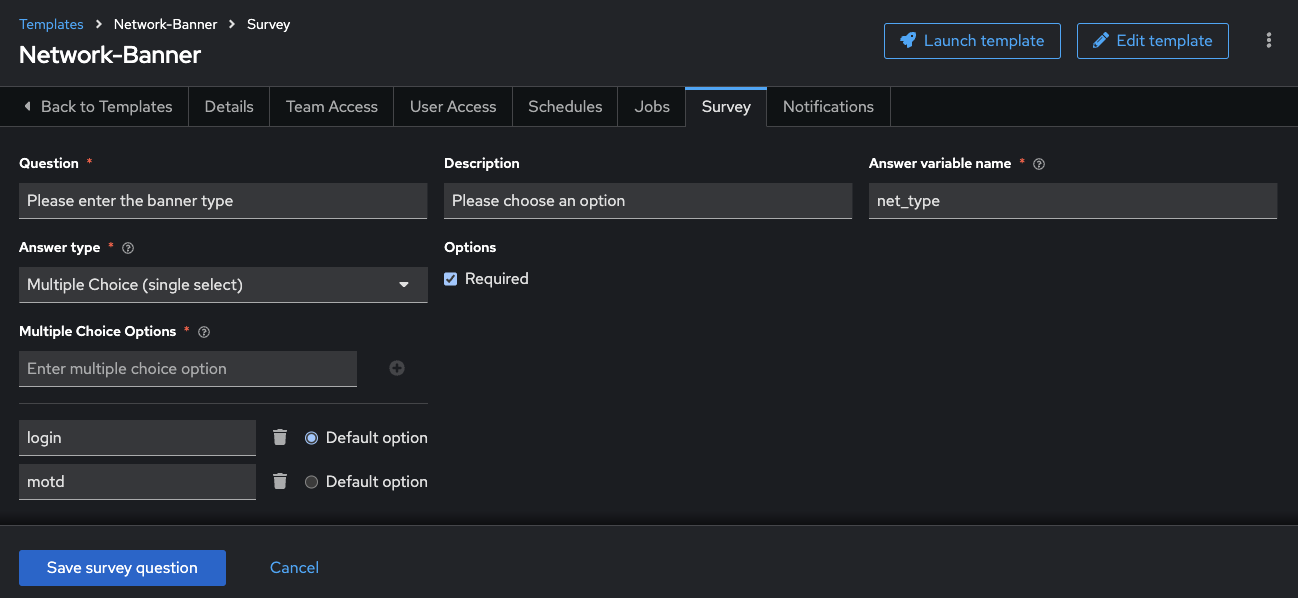 Templates > Network-Banner > Survey
Network-Banner
Launch template
Edit template
Back to Templates
Details
Team Access
User Access
Schedules
Jobs
Survey
Notifications
Question *
Description
Answer variable name *
Please enter the banner type
Please choose an option
net_type
Answer type *
Options
Multiple Choice (single select)
Required
Multiple Choice Options *
Enter multiple choice option
login
Default option
motd
Default option
Save survey question
Cancel